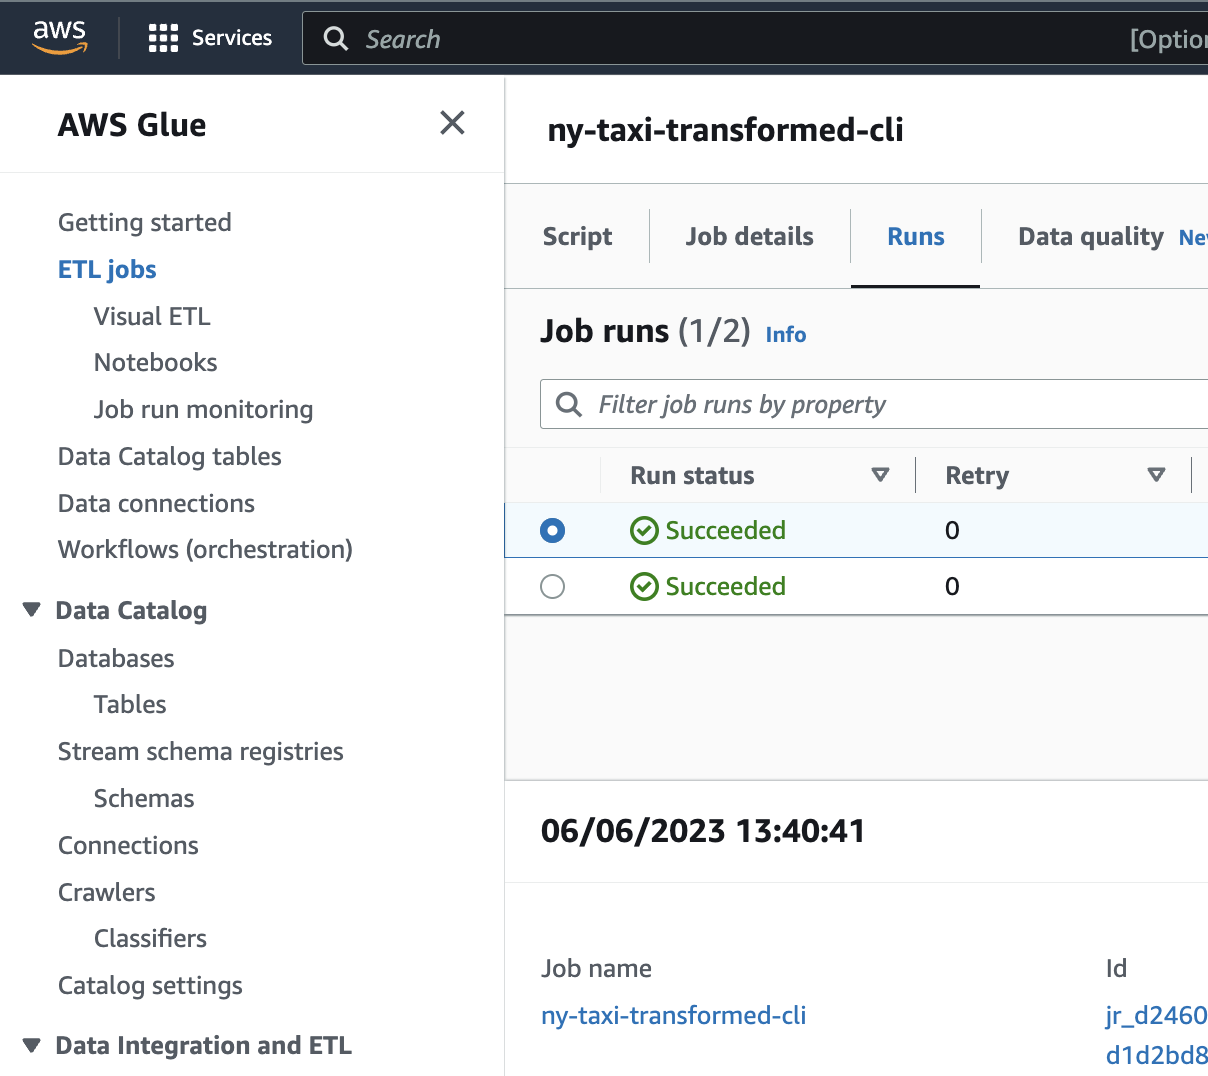 aws
Services
Search
[Option
AWS Glue
Getting started
ETL jobs
Visual ETL
Notebooks
Job run monitoring
Data Catalog tables
Data connections
Workflows (orchestration)
Data Catalog
Databases
Tables
Stream schema registries
Schemas
Connections
Crawlers
Classifiers
Catalog settings
Data Integration and ETL
ny-taxi-transformed-cli
Script Job details Runs Data quality New
Job runs (1/2) Info
Filter job runs by property
Run status Retry
Succeeded 0
Succeeded 0
06/06/2023 13:40:41
Job name Id
ny-taxi-transformed-cli jr_d2460
d1d2bd8